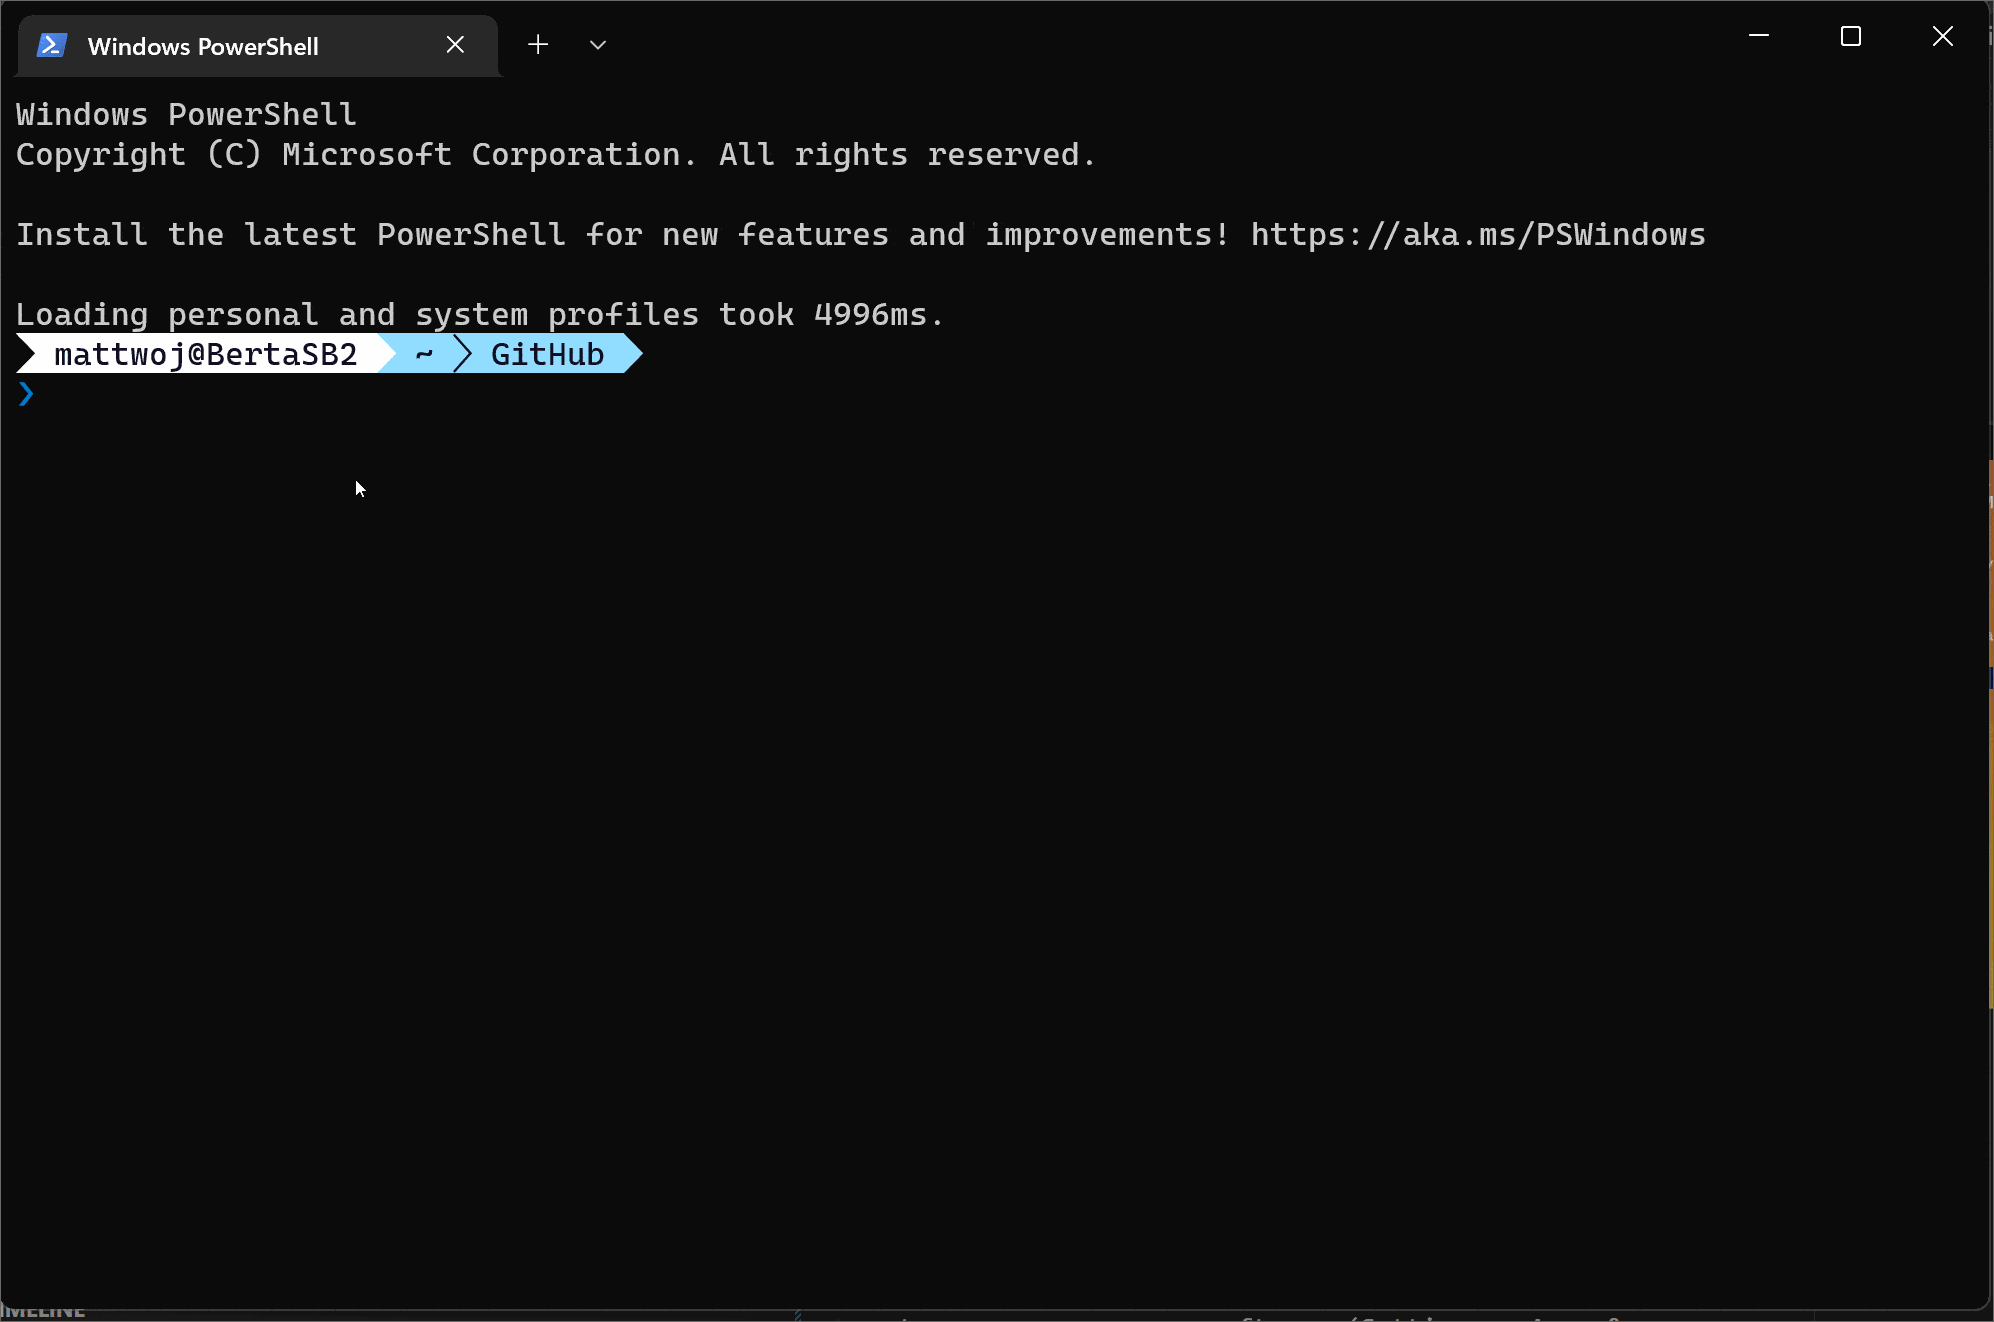 Windows PowerShell
Windows PowerShell
Copyright (C) Microsoft Corporation. All rights reserved.
Install the latest PowerShell for new features and improvements! https://aka.ms/PSWindows
Loading personal and system profiles took 4996ms.
mattwoj@BertaSB2 ~ GitHub
❯